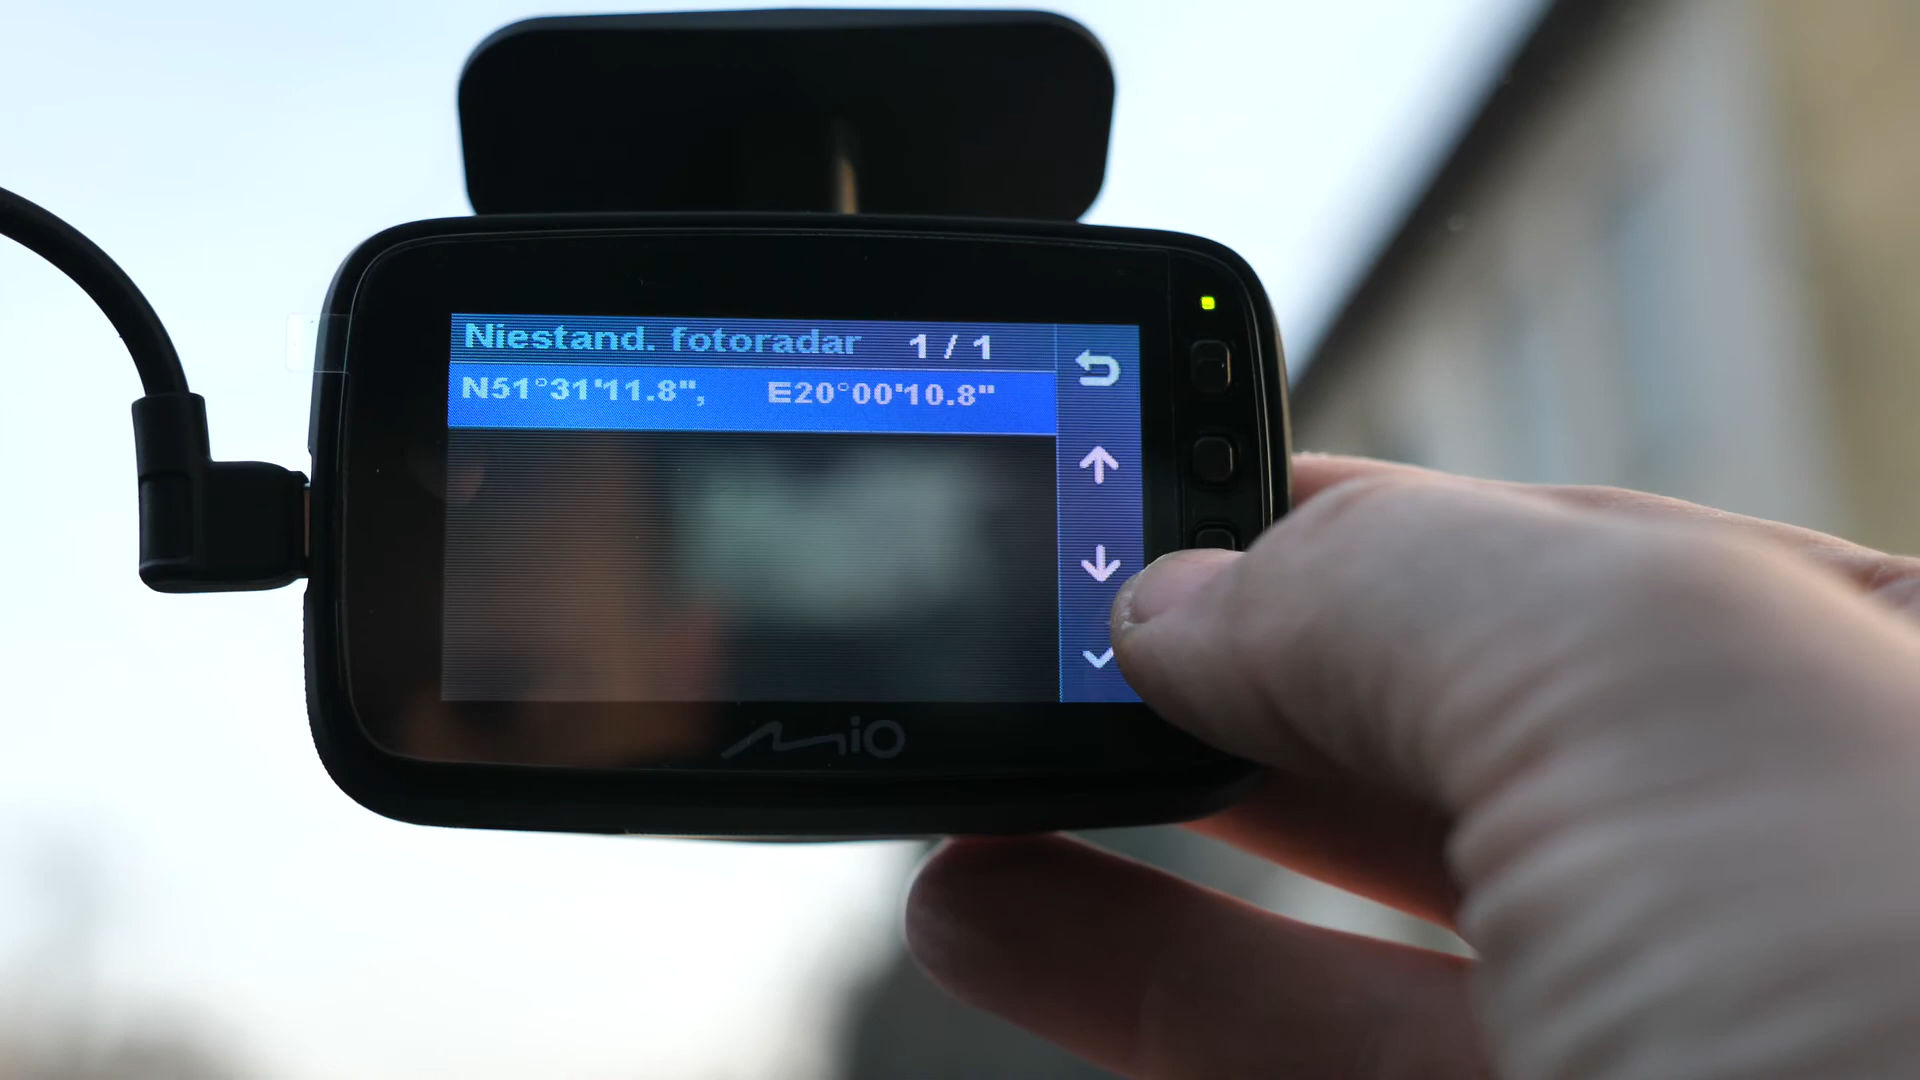 Niestand. fotoradar 1 / 1
N51°31'11.8", E20°00'10.8"
Mio